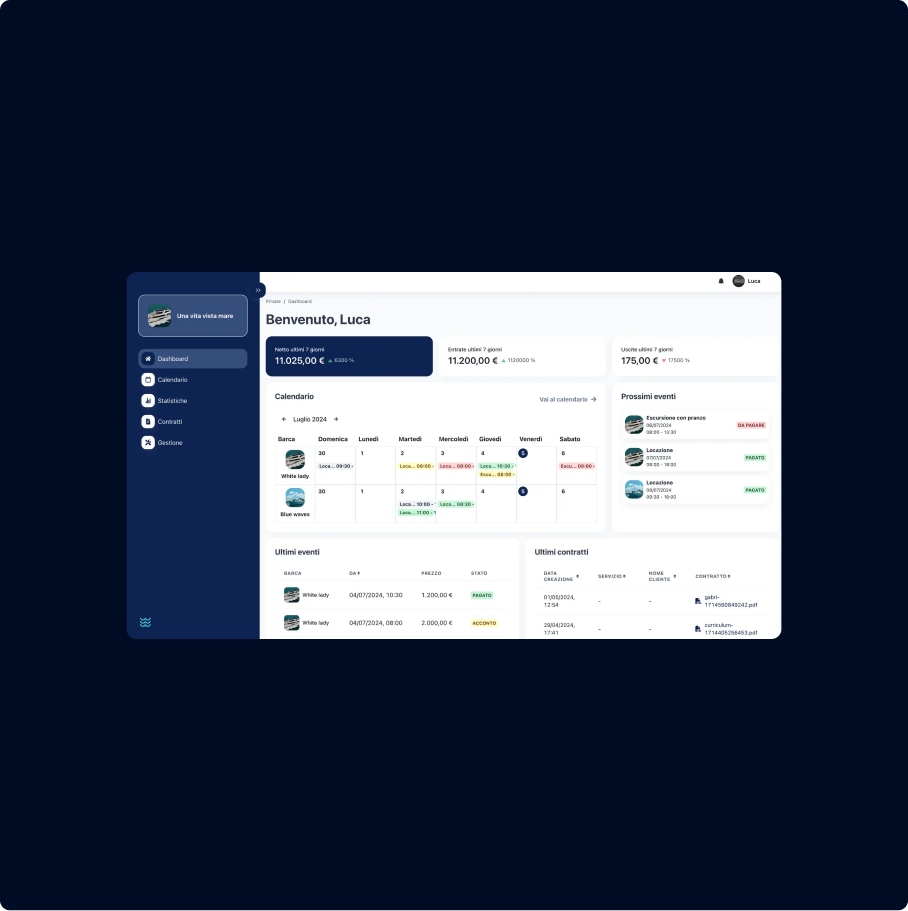 Luca
Una vita vista mare
Dashboard
Calendario
Statistiche
Contratti
Gestione
Private / Dashboard
Benvenuto, Luca
Netto ultimi 7 giorni
11.025,00 € 6300 %
Entrate ultimi 7 giorni
11.200,00 € 1120000 %
Uscite ultimi 7 giorni
175,00 € 17500 %
Calendario
Vai al calendario →
← Luglio 2024 →
Barca Domenica Lunedì Martedì Mercoledì Giovedì Venerdì Sabato
30 1 2 3 4 5 6
Loca... 09:30 - Loca... 09:00 - Loca... 08:00 - Loca... 10:30 - Escu... 08:00 -
Escu... 08:00 -
White lady
30 1 2 3 4 5 6
Loca... 10:00 - Loca... 08:30 -
Loca... 11:00 - 1
Blue waves
Prossimi eventi
Escursione con pranzo
06/07/2024
08:00 - 13:30
DA PAGARE
Locazione
07/07/2024
09:00 - 18:00
PAGATO
Locazione
08/07/2024
09:30 - 18:00
PAGATO
Ultimi eventi
BARCA DA PREZZO STATO
White lady 04/07/2024, 10:30 1.200,00 € PAGATO
White lady 04/07/2024, 08:00 2.000,00 € ACCONTO
Ultimi contratti
DATA CREAZIONE SERVIZIO NOME CLIENTE CONTRATTO
01/05/2024, 12:54 - - gabri-1714560849242.pdf
29/04/2024, 17:41 - - curriculum-1714405256453.pdf